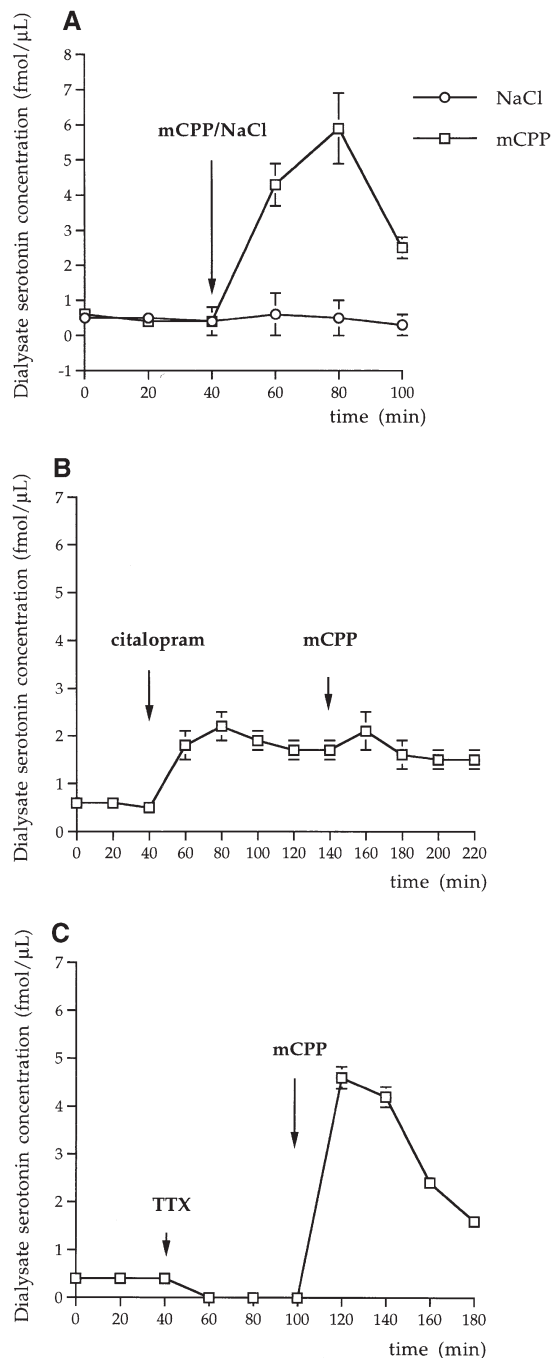 A
Dialysate serotonin concentration (fmol/µL)
8
7
6
5
4
3
2
1
0
-1
mCPP/NaCl
NaCl
mCPP
0 20 40 60 80 100
time (min)
B
Dialysate serotonin concentration (fmol/µL)
7
6
5
4
3
2
1
0
citalopram mCPP
0 20 40 60 80 100 120 140 160 180 200 220
time (min)
C
Dialysate serotonin concentration (fmol/µL)
7
6
5
4
3
2
1
0
mCPP
TTX
0 20 40 60 80 100 120 140 160 180
time (min)